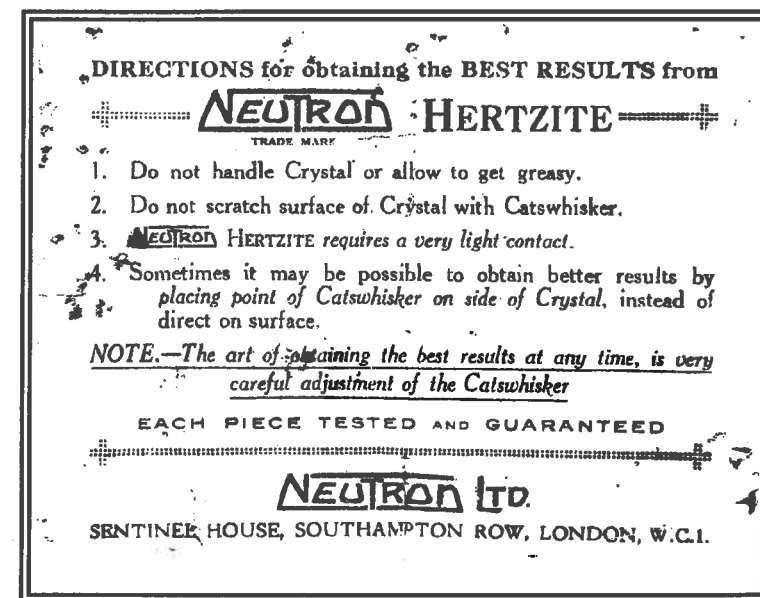 DIRECTIONS for obtaining the BEST RESULTS from
NEUTRON HERTZITE
TRADE MARK
1. Do not handle Crystal or allow to get greasy.
2. Do not scratch surface of Crystal with Catswhisker.
3. NEUTRON HERTZITE requires a very light contact.
4. Sometimes it may be possible to obtain better results by
placing point of Catswhisker on side of Crystal, instead of
direct on surface.
NOTE.—The art of obtaining the best results at any time, is very
careful adjustment of the Catswhisker
EACH PIECE TESTED AND GUARANTEED
NEUTRON LTD.
SENTINEL HOUSE, SOUTHAMPTON ROW, LONDON, W.C.1.